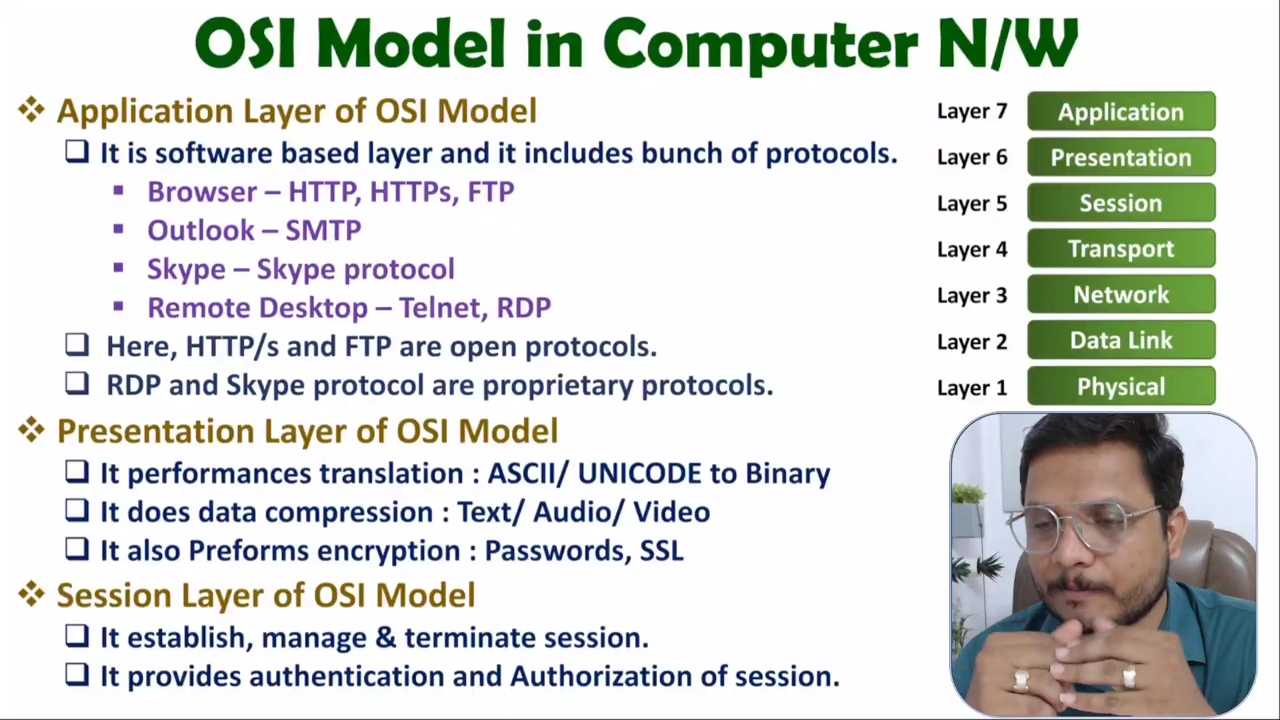 OSI Model in Computer N/W
❖ Application Layer of OSI Model
❑ It is software based layer and it includes bunch of protocols.
▪ Browser – HTTP, HTTPs, FTP
▪ Outlook – SMTP
▪ Skype – Skype protocol
▪ Remote Desktop – Telnet, RDP
❑ Here, HTTP/s and FTP are open protocols.
❑ RDP and Skype protocol are proprietary protocols.
❖ Presentation Layer of OSI Model
❑ It performances translation : ASCII/ UNICODE to Binary
❑ It does data compression : Text/ Audio/ Video
❑ It also Preforms encryption : Passwords, SSL
❖ Session Layer of OSI Model
❑ It establish, manage & terminate session.
❑ It provides authentication and Authorization of session.
Layer 7 Application
Layer 6 Presentation
Layer 5 Session
Layer 4 Transport
Layer 3 Network
Layer 2 Data Link
Layer 1 Physical